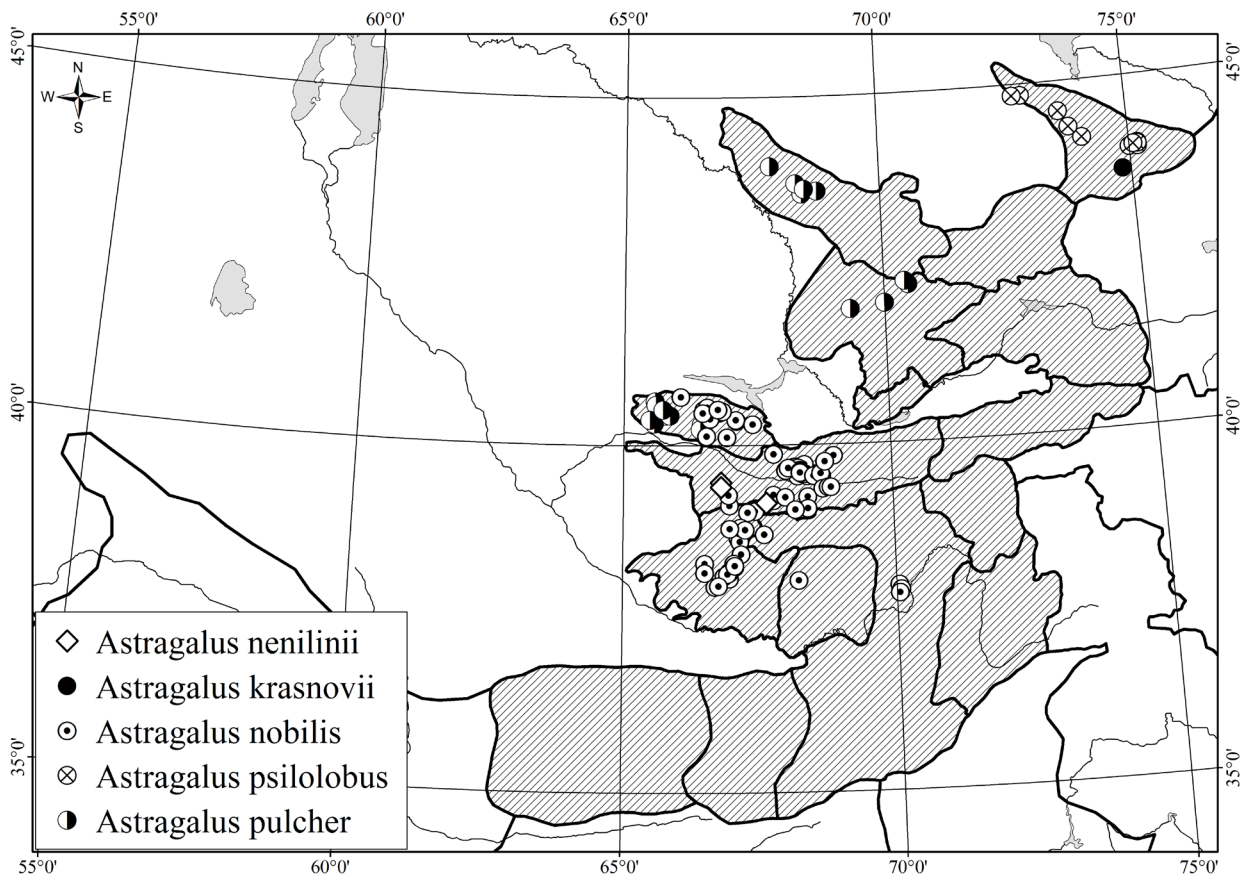 55°0' 60°0' 65°0' 70°0' 75°0'
45°0' 45°0'
N
W E
S
40°0' 40°0'
Astragalus nenilinii
Astragalus krasnovii
Astragalus nobilis
35°0' 35°0'
Astragalus psilolobus
Astragalus pulcher
55°0' 60°0' 65°0' 70°0' 75°0'